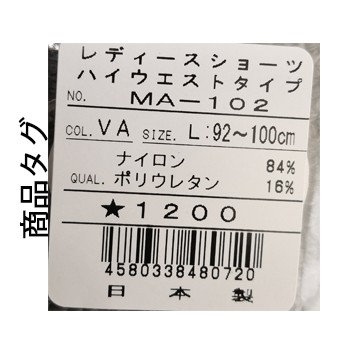 商品タグ
レディースショーツ
ハイウエストタイプ
NO. MA-102
COL. VA SIZE. L:92~100cm
ナイロン 84%
QUAL. ポリウレタン 16%
★1200
4580338480720
日本製